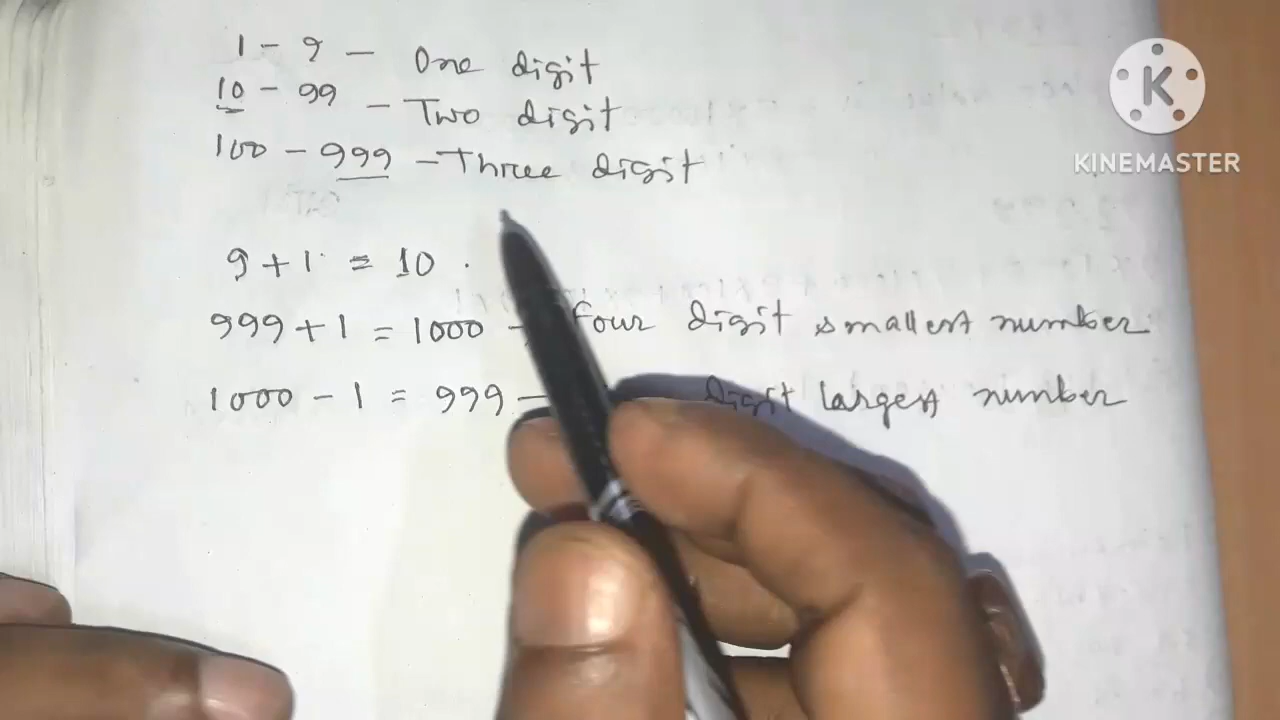 1 - 9 - One digit
10 - 99 - Two digit
100 - 999 - Three digit
9 + 1 = 10 .
999 + 1 = 1000 - four digit smallest number
1000 - 1 = 999 - digit largest number
K
KINEMASTER